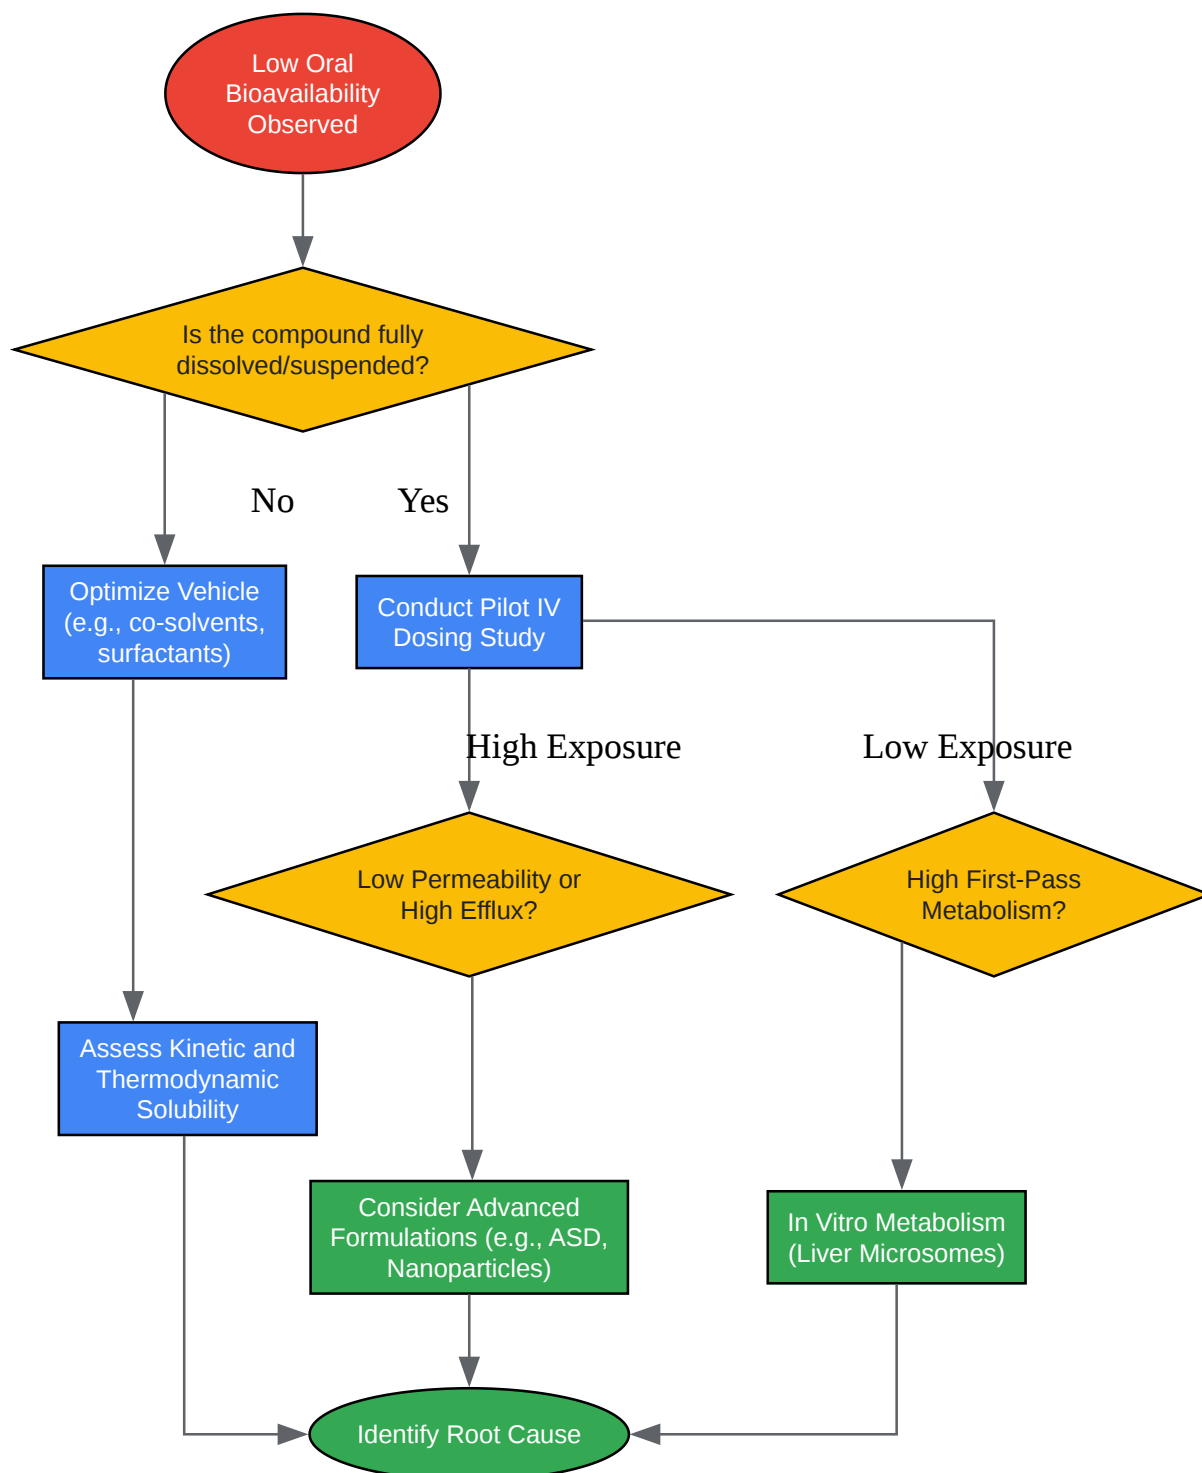 Low Oral
Bioavailability
Observed
Is the compound fully
dissolved/suspended?
No
Yes
Optimize Vehicle
(e.g., co-solvents,
surfactants)
Conduct Pilot IV
Dosing Study
High Exposure
Low Exposure
Low Permeability or
High Efflux?
High First-Pass
Metabolism?
Assess Kinetic and
Thermodynamic
Solubility
Consider Advanced
Formulations (e.g., ASD,
Nanoparticles)
In Vitro Metabolism
(Liver Microsomes)
Identify Root Cause